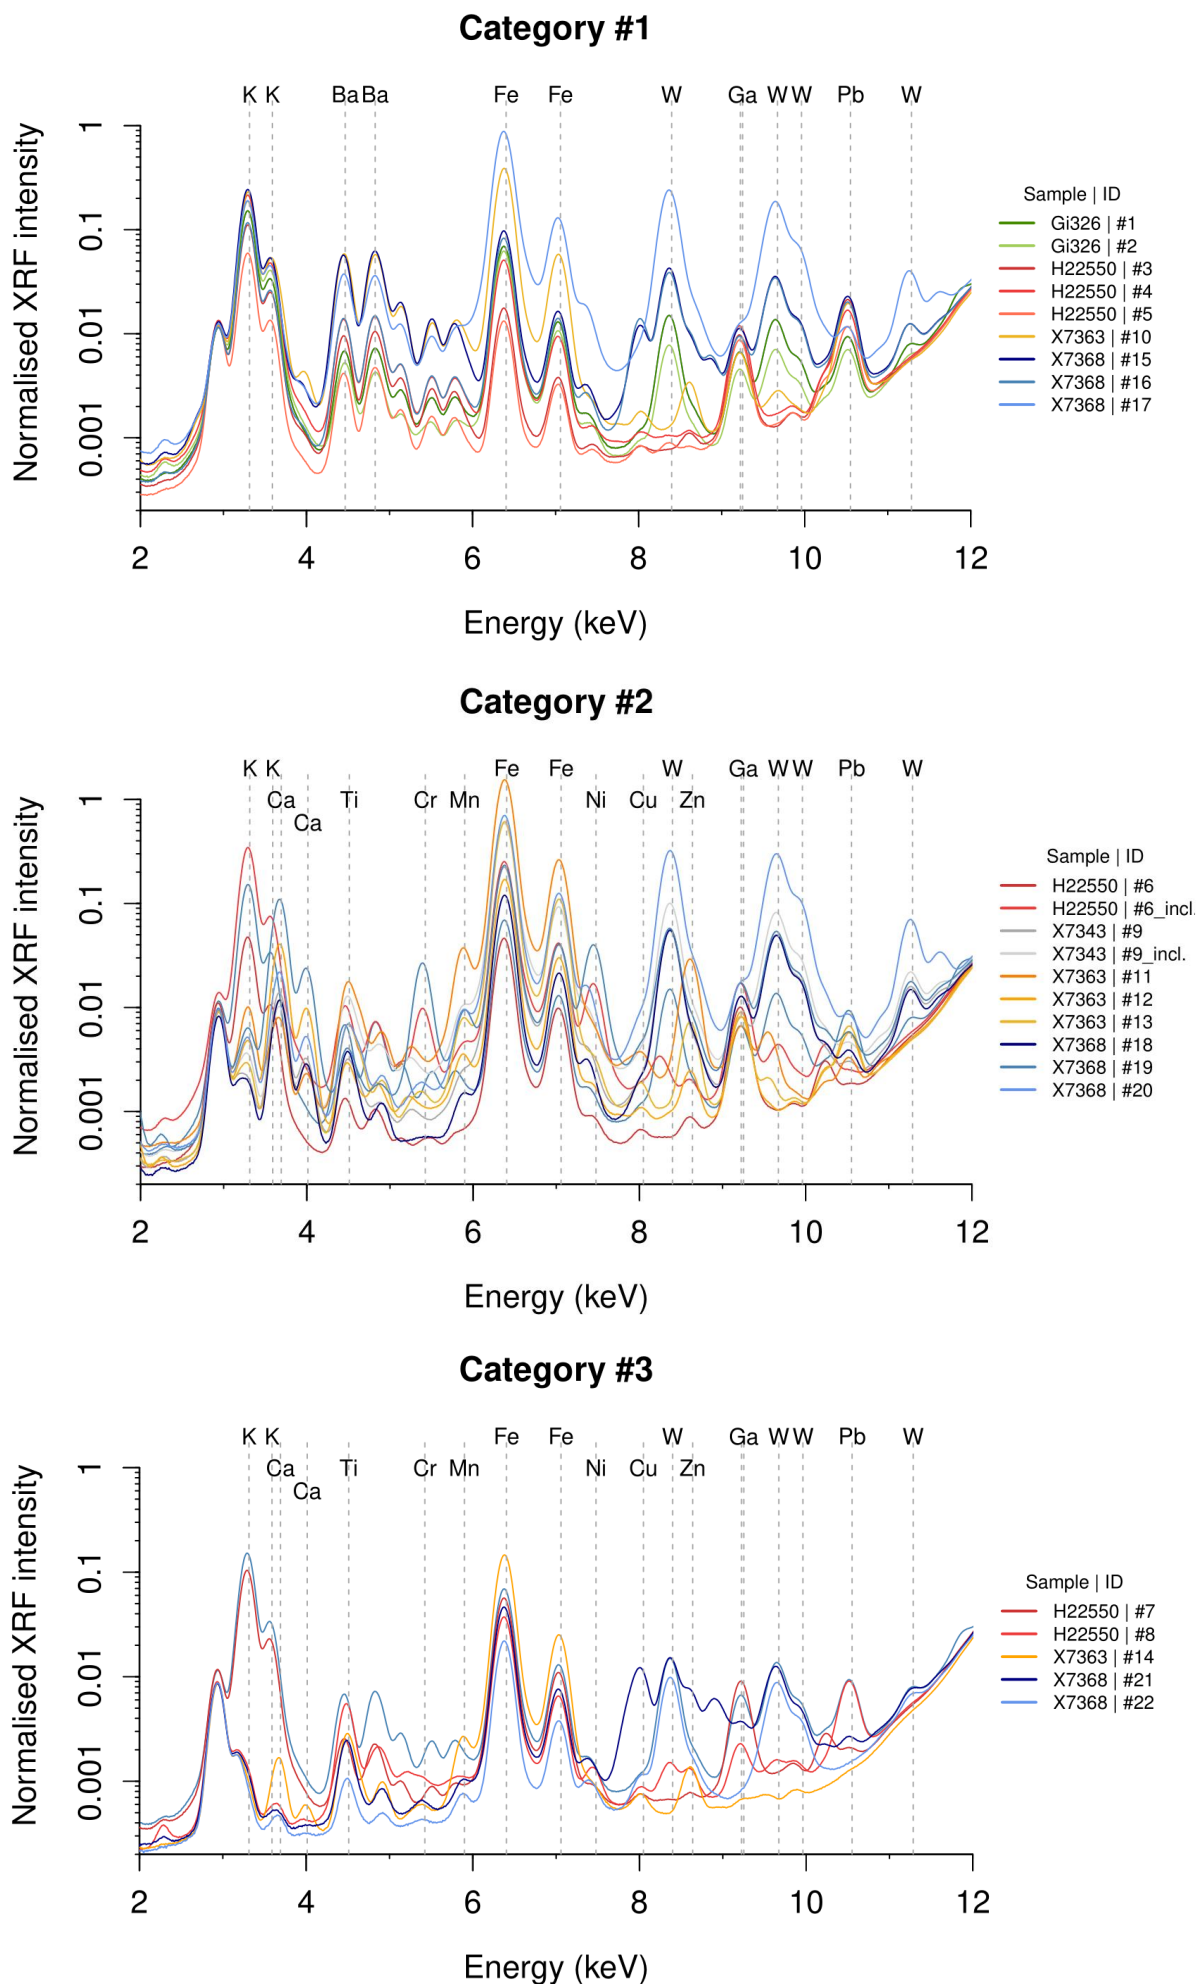 Category #1
K K Ba Ba Fe Fe W Ga W W Pb W
Normalised XRF intensity
1
0.1
0.01
0.001
2 4 6 8 10 12
Energy (keV)
Sample | ID
Gi326 | #1
Gi326 | #2
H22550 | #3
H22550 | #4
H22550 | #5
X7363 | #10
X7368 | #15
X7368 | #16
X7368 | #17
Category #2
K K Fe Fe W Ga W W Pb W
Ca Ti Cr Mn Ni Cu Zn
Ca
Normalised XRF intensity
1
0.1
0.01
0.001
2 4 6 8 10 12
Energy (keV)
Sample | ID
H22550 | #6
H22550 | #6_incl.
X7343 | #9
X7343 | #9_incl.
X7363 | #11
X7363 | #12
X7363 | #13
X7368 | #18
X7368 | #19
X7368 | #20
Category #3
K K Fe Fe W Ga W W Pb W
Ca Ti Cr Mn Ni Cu Zn
Ca
Normalised XRF intensity
1
0.1
0.01
0.001
2 4 6 8 10 12
Energy (keV)
Sample | ID
H22550 | #7
H22550 | #8
X7363 | #14
X7368 | #21
X7368 | #22